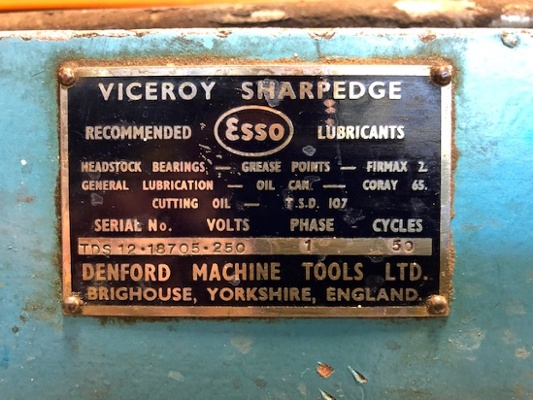 VICEROY SHARPEDGE
RECOMMENDED Esso LUBRICANTS
HEADSTOCK BEARINGS - GREASE POINTS - FIRMAX 2.
GENERAL LUBRICATION - OIL CAN - CORAY 65.
CUTTING OIL - T.S.D. 107
SERIAL No. VOLTS PHASE CYCLES
TDS 12·18705·250 1 50
DENFORD MACHINE TOOLS LTD.
BRIGHOUSE, YORKSHIRE, ENGLAND.